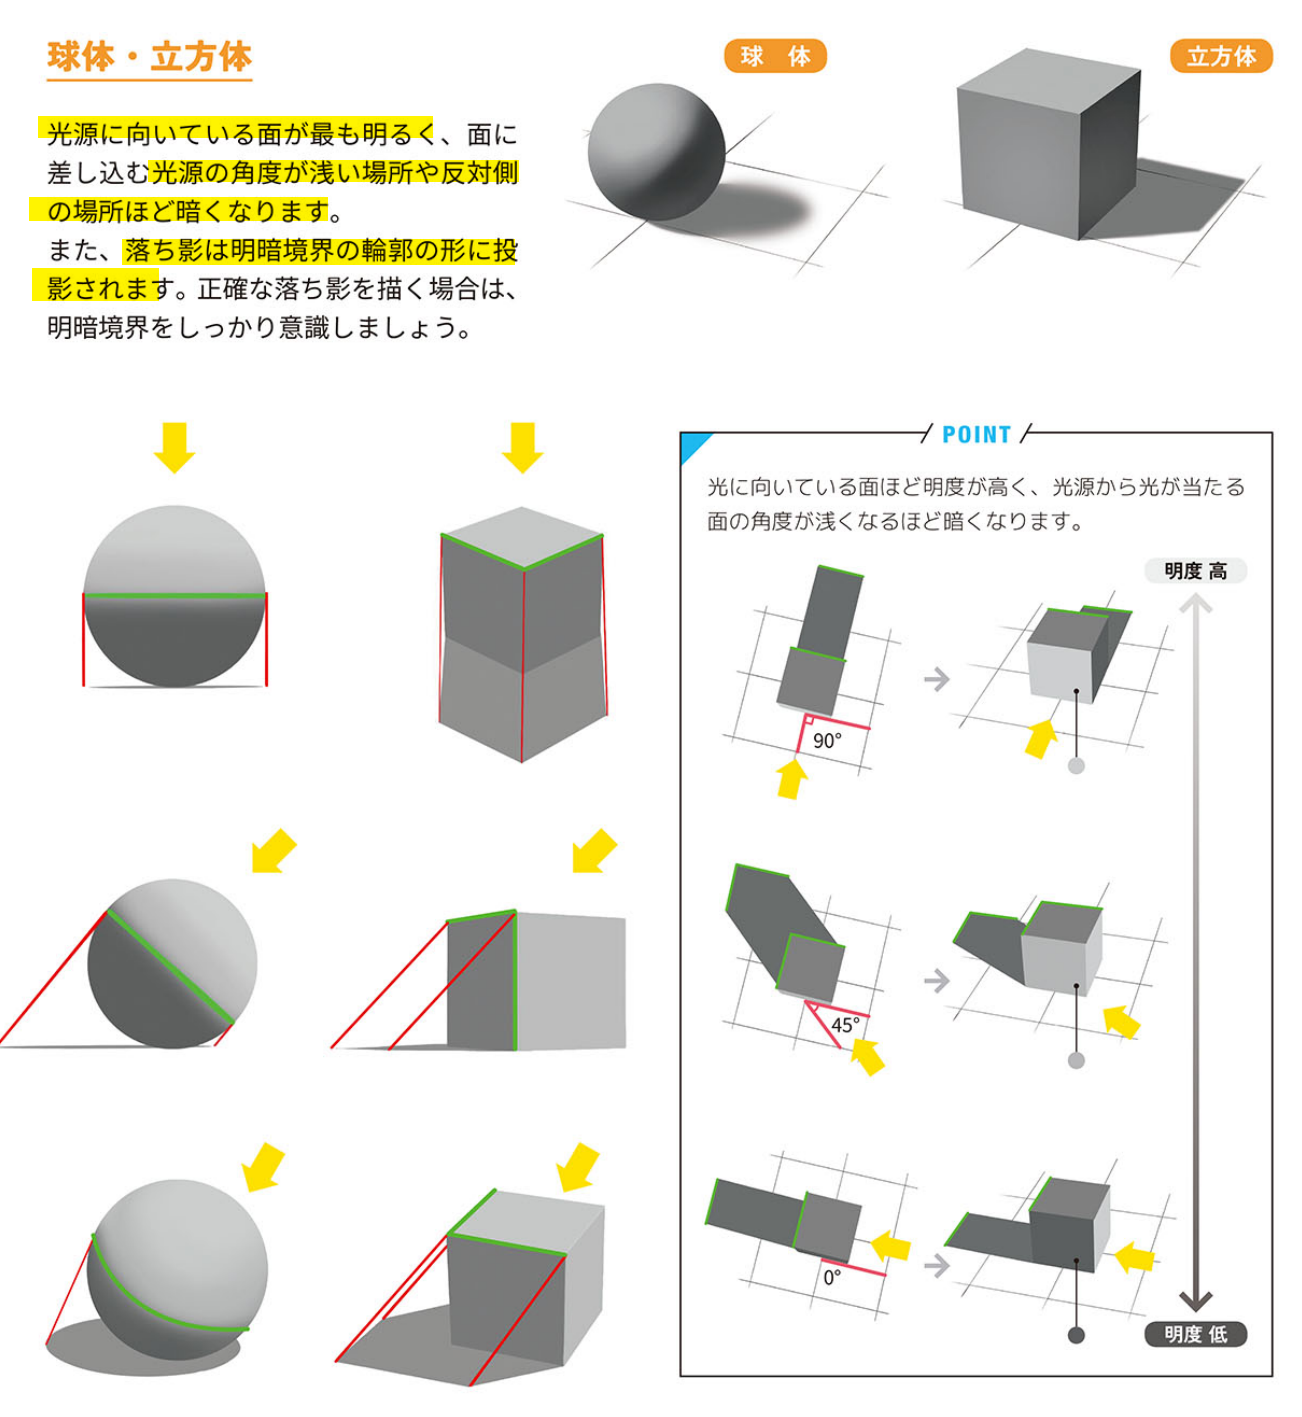 球体・立方体
光源に向いている面が最も明るく、面に
差し込む光源の角度が浅い場所や反対側
の場所ほど暗くなります。
また、落ち影は明暗境界の輪郭の形に投
影されます。正確な落ち影を描く場合は、
明暗境界をしっかり意識しましょう。
球 体
立方体
POINT
光に向いている面ほど明度が高く、光源から光が当たる
面の角度が浅くなるほど暗くなります。
明度 高
90°
45°
0°
明度 低